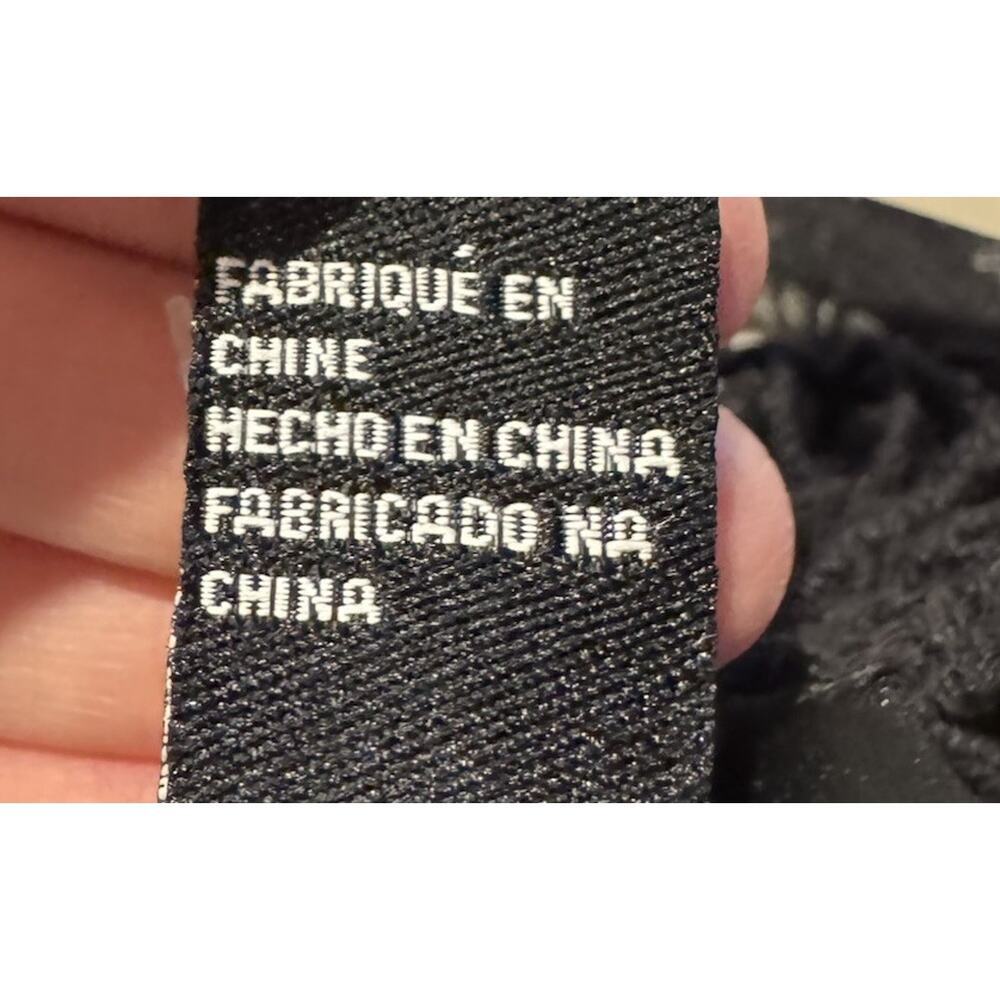 FABRIQUÉ EN
CHINE
HECHO EN CHINA
FABRICADO NA
CHINA